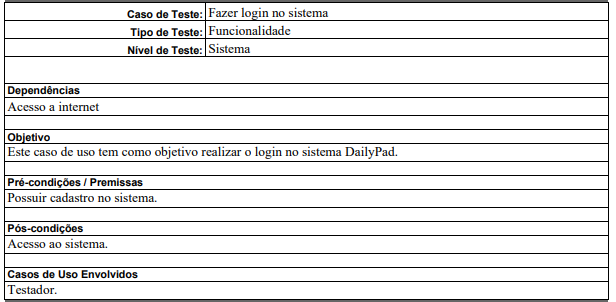 Caso de Teste: Fazer login no sistema
Tipo de Teste: Funcionalidade
Nível de Teste: Sistema
Dependências
Acesso a internet
Objetivo
Este caso de uso tem como objetivo realizar o login no sistema DailyPad.
Pré-condições / Premissas
Possuir cadastro no sistema.
Pós-condições
Acesso ao sistema.
Casos de Uso Envolvidos
Testador.